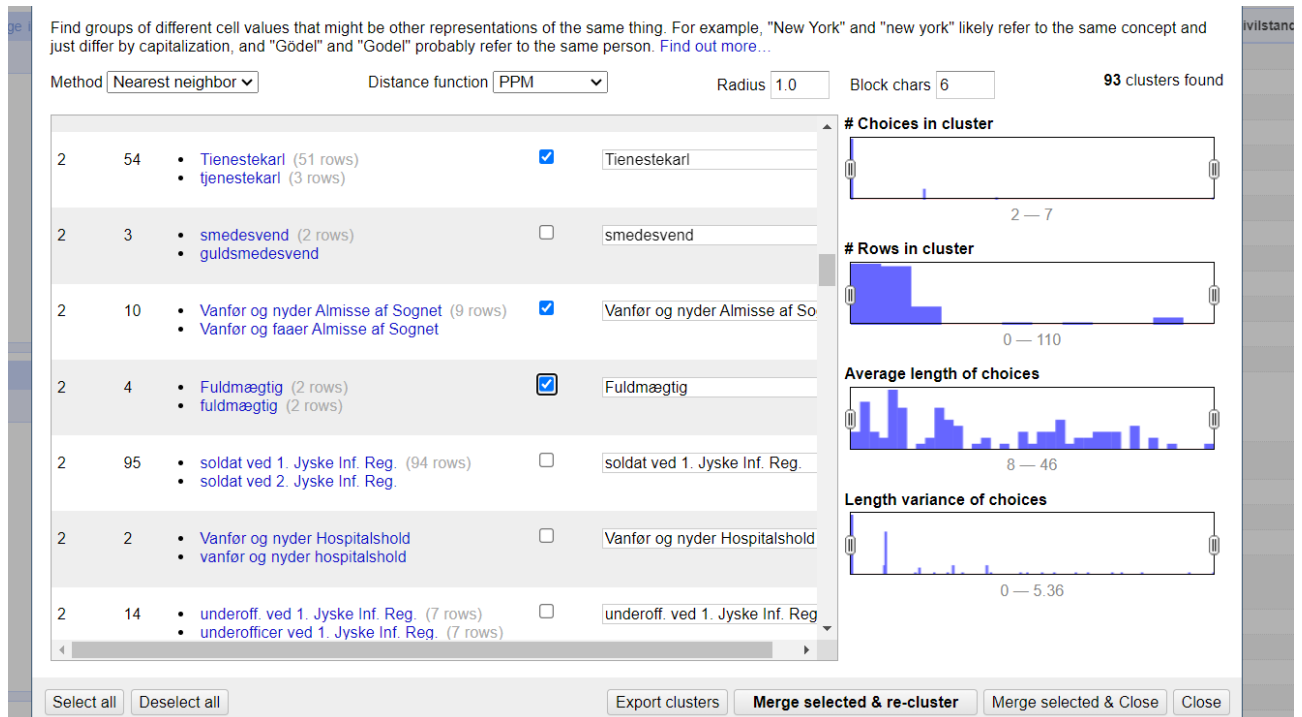 Find groups of different cell values that might be other representations of the same thing. For example, "New York" and "new york" likely refer to the same concept and
just differ by capitalization, and "Gödel" and "Godel" probably refer to the same person. Find out more…
ivilstand
Method Nearest neighbor Distance function PPM Radius 1.0 Block chars 6 93 clusters found
# Choices in cluster
2 — 7
# Rows in cluster
0 — 110
Average length of choices
8 — 46
Length variance of choices
0 — 5.36
2 54 • Tienestekarl (51 rows) Tienestekarl
• tjenestekarl (3 rows)
2 3 • smedesvend (2 rows) smedesvend
• guldsmedesvend
2 10 • Vanfør og nyder Almisse af Sognet (9 rows) Vanfør og nyder Almisse af So
• Vanfør og faaer Almisse af Sognet
2 4 • Fuldmægtig (2 rows) Fuldmægtig
• fuldmægtig (2 rows)
2 95 • soldat ved 1. Jyske Inf. Reg. (94 rows) soldat ved 1. Jyske Inf. Reg.
• soldat ved 2. Jyske Inf. Reg.
2 2 • Vanfør og nyder Hospitalshold Vanfør og nyder Hospitalshold
• vanfør og nyder hospitalshold
2 14 • underoff. ved 1. Jyske Inf. Reg. (7 rows) underoff. ved 1. Jyske Inf. Reg
• underofficer ved 1. Jyske Inf. Reg. (7 rows)
Select all Deselect all Export clusters Merge selected & re-cluster Merge selected & Close Close